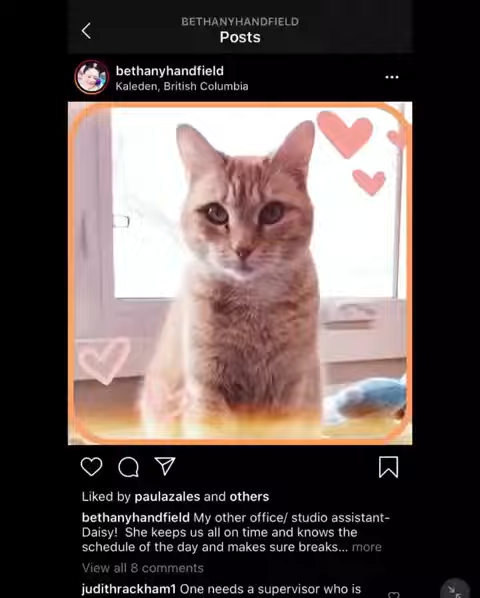 BETHANYHANDFIELD
Posts
bethanyhandfield
Kaleden, British Columbia
Liked by paulazales and others
bethanyhandfield My other office/ studio assistant-
Daisy! She keeps us all on time and knows the
schedule of the day and makes sure breaks... more
View all 8 comments
judithrackham1 One needs a supervisor who is